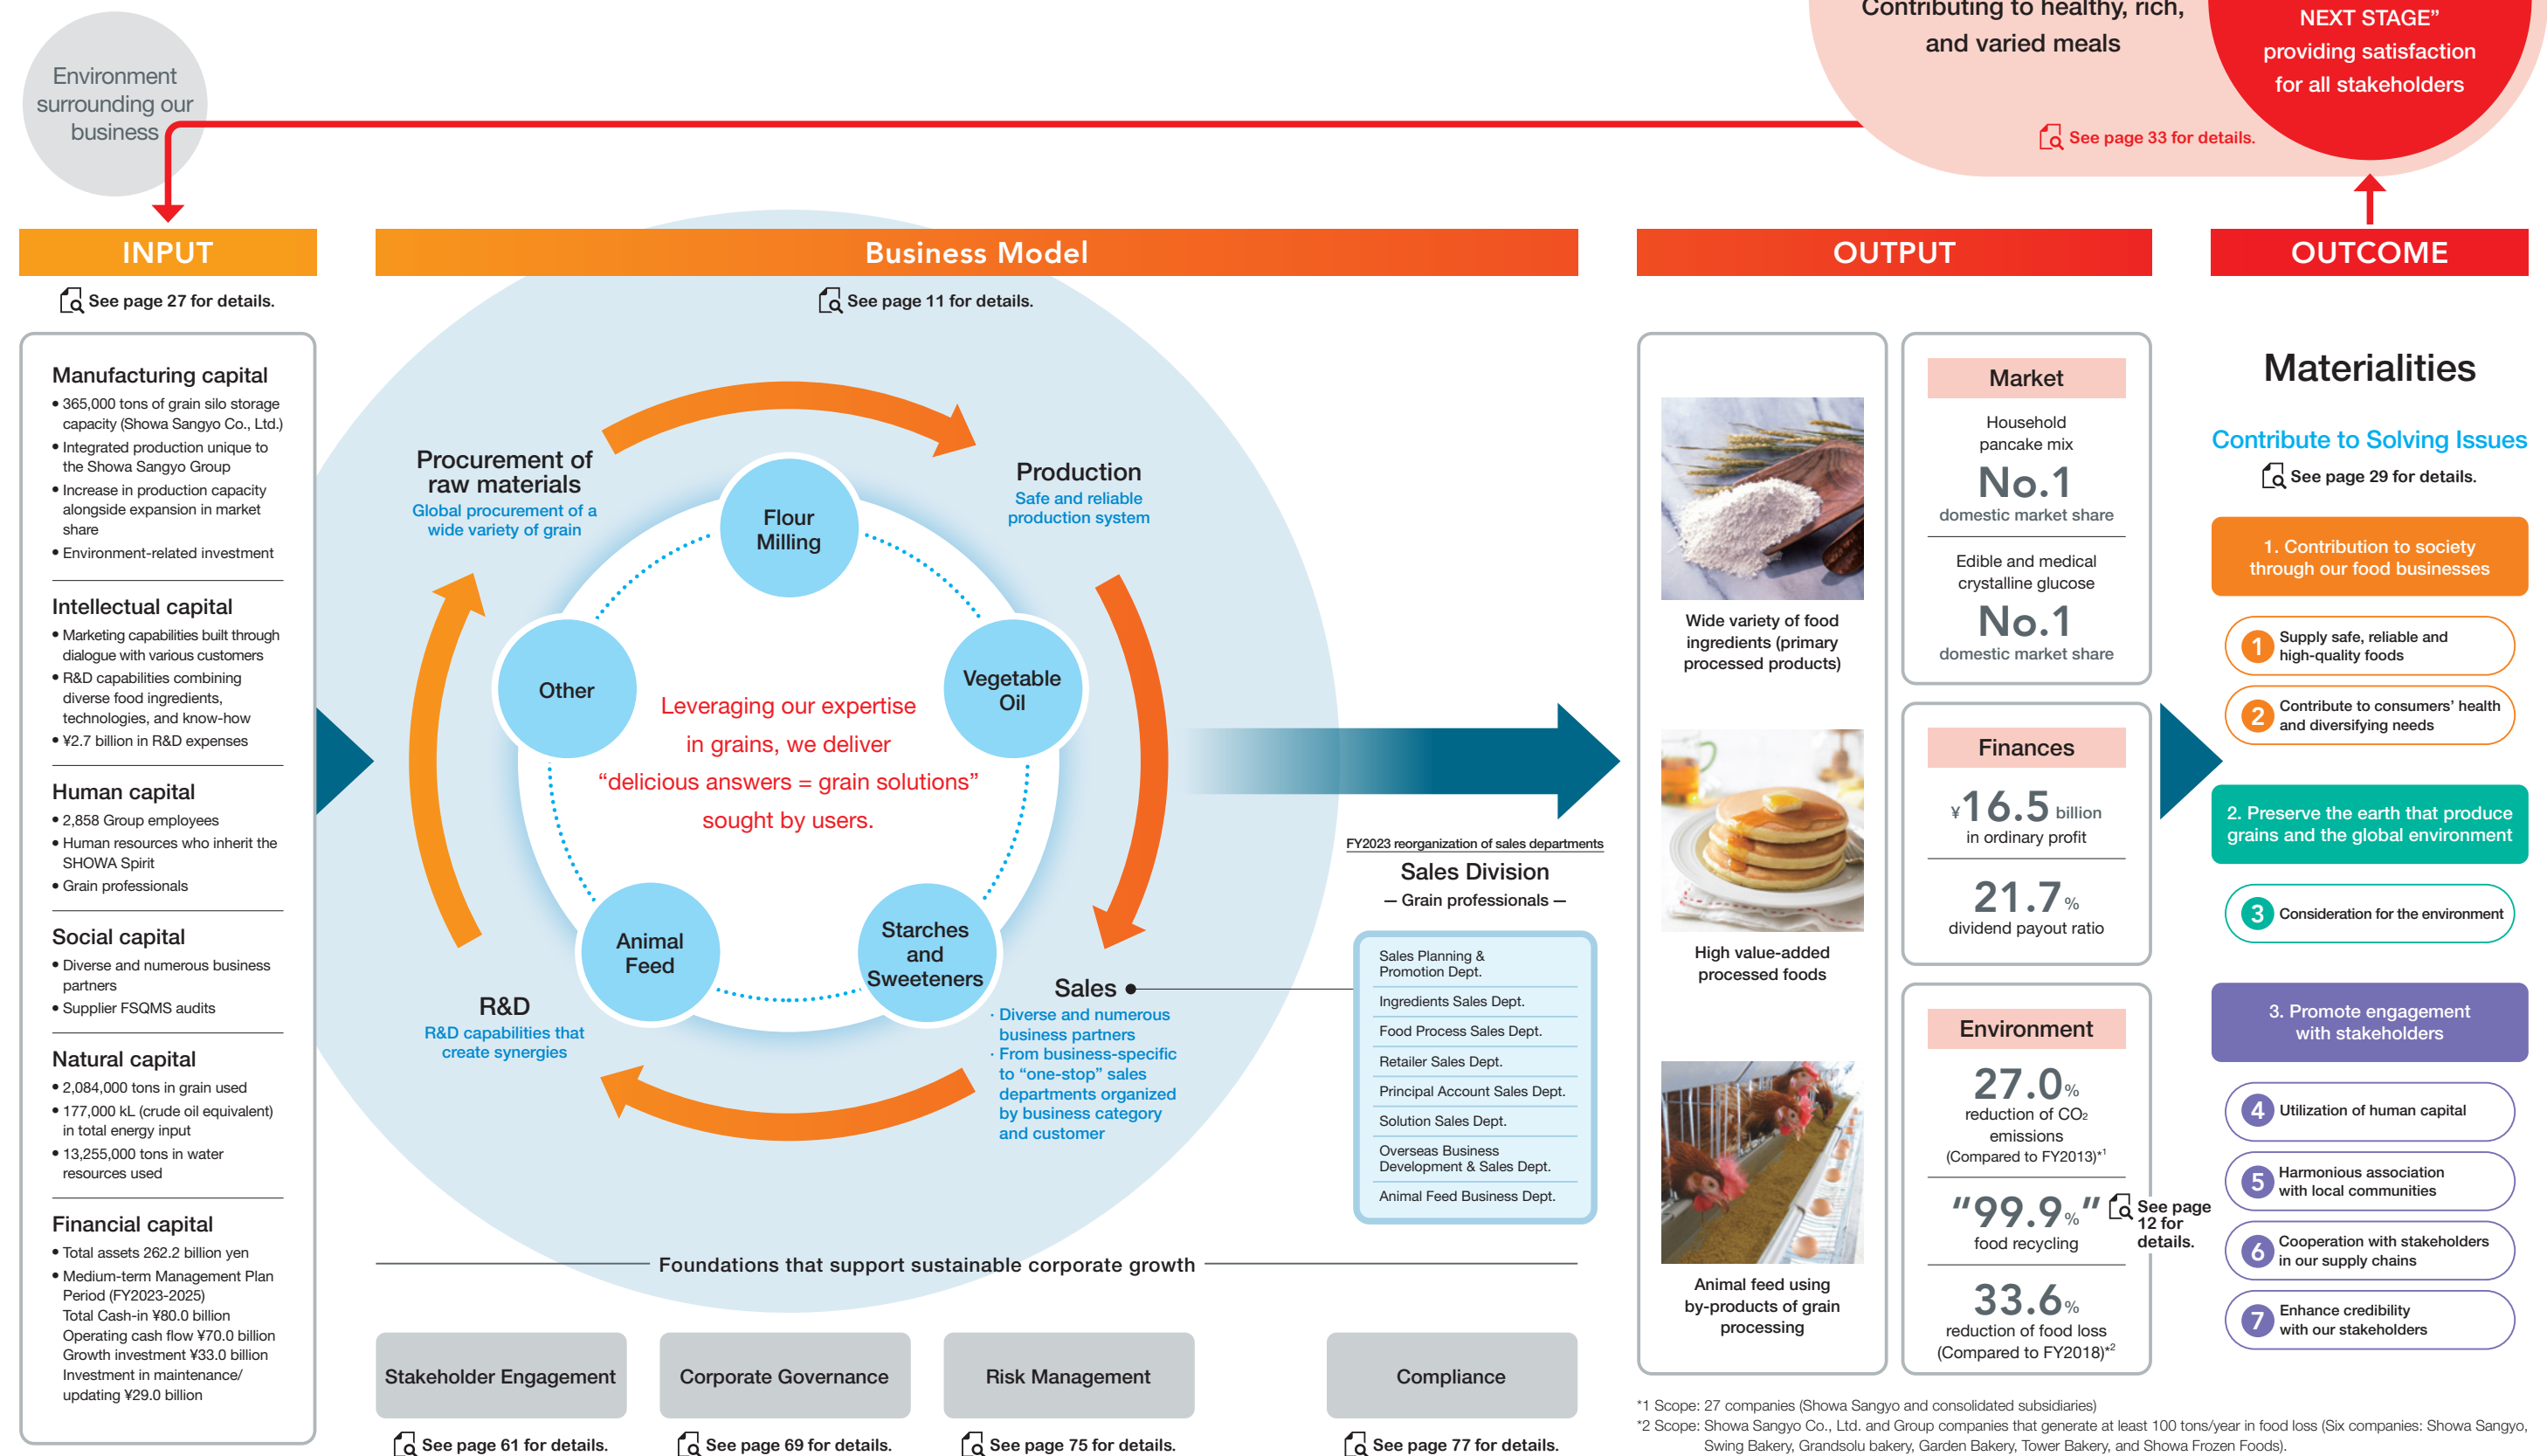 Environment
surrounding our
business
Contributing to healthy, rich,
and varied meals
See page 33 for details.
NEXT STAGE”
providing satisfaction
for all stakeholders
INPUT
See page 27 for details.
Manufacturing capital
• 365,000 tons of grain silo storage
capacity (Showa Sangyo Co., Ltd.)
• Integrated production unique to
the Showa Sangyo Group
• Increase in production capacity
alongside expansion in market
share
• Environment-related investment
Intellectual capital
• Marketing capabilities built through
dialogue with various customers
• R&D capabilities combining
diverse food ingredients,
technologies, and know-how
• ¥2.7 billion in R&D expenses
Human capital
• 2,858 Group employees
• Human resources who inherit the
SHOWA Spirit
• Grain professionals
Social capital
• Diverse and numerous business
partners
• Supplier FSQMS audits
Natural capital
• 2,084,000 tons in grain used
• 177,000 kL (crude oil equivalent)
in total energy input
• 13,255,000 tons in water
resources used
Financial capital
• Total assets 262.2 billion yen
• Medium-term Management Plan
Period (FY2023-2025)
Total Cash-in ¥80.0 billion
Operating cash flow ¥70.0 billion
Growth investment ¥33.0 billion
Investment in maintenance/
updating ¥29.0 billion
Business Model
See page 11 for details.
Procurement of
raw materials
Global procurement of a
wide variety of grain
Production
Safe and reliable
production system
Flour
Milling
Vegetable
Oil
Other
Animal
Feed
Starches
and
Sweeteners
Leveraging our expertise
in grains, we deliver
“delicious answers = grain solutions”
sought by users.
R&D
R&D capabilities that
create synergies
Sales
· Diverse and numerous
business partners
· From business-specific
to “one-stop” sales
departments organized
by business category
and customer
FY2023 reorganization of sales departments
Sales Division
— Grain professionals —
Sales Planning &
Promotion Dept.
Ingredients Sales Dept.
Food Process Sales Dept.
Retailer Sales Dept.
Principal Account Sales Dept.
Solution Sales Dept.
Overseas Business
Development & Sales Dept.
Animal Feed Business Dept.
Foundations that support sustainable corporate growth
Stakeholder Engagement
See page 61 for details.
Corporate Governance
See page 69 for details.
Risk Management
See page 75 for details.
Compliance
See page 77 for details.
OUTPUT
Wide variety of food
ingredients (primary
processed products)
High value-added
processed foods
Animal feed using
by-products of grain
processing
Market
Household
pancake mix
No.1
domestic market share
Edible and medical
crystalline glucose
No.1
domestic market share
Finances
¥16.5 billion
in ordinary profit
21.7%
dividend payout ratio
Environment
27.0%
reduction of CO2
emissions
(Compared to FY2013)*1
“99.9%”
food recycling
See page
12 for
details.
33.6%
reduction of food loss
(Compared to FY2018)*2
OUTCOME
Materialities
Contribute to Solving Issues
See page 29 for details.
1. Contribution to society
through our food businesses
1 Supply safe, reliable and
high-quality foods
2 Contribute to consumers’ health
and diversifying needs
2. Preserve the earth that produce
grains and the global environment
3 Consideration for the environment
3. Promote engagement
with stakeholders
4 Utilization of human capital
5 Harmonious association
with local communities
6 Cooperation with stakeholders
in our supply chains
7 Enhance credibility
with our stakeholders
*1 Scope: 27 companies (Showa Sangyo and consolidated subsidiaries)
*2 Scope: Showa Sangyo Co., Ltd. and Group companies that generate at least 100 tons/year in food loss (Six companies: Showa Sangyo,
Swing Bakery, Grandsolu bakery, Garden Bakery, Tower Bakery, and Showa Frozen Foods).